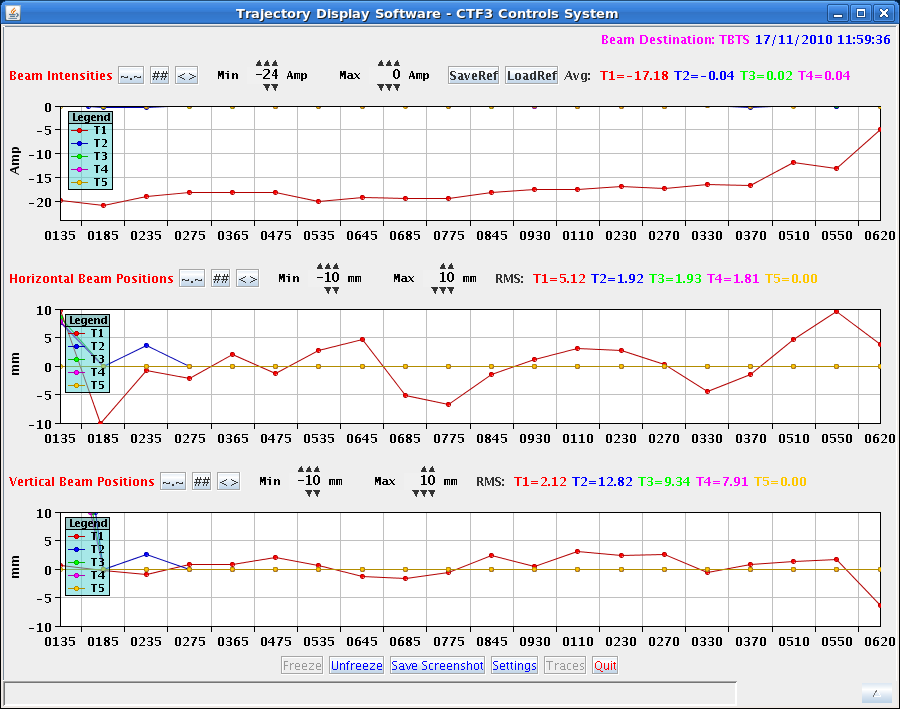 Trajectory Display Software - CTF3 Controls System
Beam Destination: TBTS 17/11/2010 11:59:36
Beam Intensities ~.~ ## <> Min -24 Amp Max 0 Amp SaveRef LoadRef Avg: T1=-17.18 T2=-0.04 T3=0.02 T4=0.04
0
-5
-10
-15
-20
Amp
Legend
T1
T2
T3
T4
T5
0135 0185 0235 0275 0365 0475 0535 0645 0685 0775 0845 0930 0110 0230 0270 0330 0370 0510 0550 0620
Horizontal Beam Positions ~.~ ## <> Min -10 mm Max 10 mm RMS: T1=5.12 T2=1.92 T3=1.93 T4=1.81 T5=0.00
10
5
0
-5
-10
mm
Legend
T1
T2
T3
T4
T5
0135 0185 0235 0275 0365 0475 0535 0645 0685 0775 0845 0930 0110 0230 0270 0330 0370 0510 0550 0620
Vertical Beam Positions ~.~ ## <> Min -10 mm Max 10 mm RMS: T1=2.12 T2=12.82 T3=9.34 T4=7.91 T5=0.00
10
5
0
-5
-10
mm
Legend
T1
T2
T3
T4
T5
0135 0185 0235 0275 0365 0475 0535 0645 0685 0775 0845 0930 0110 0230 0270 0330 0370 0510 0550 0620
Freeze Unfreeze Save Screenshot Settings Traces Quit